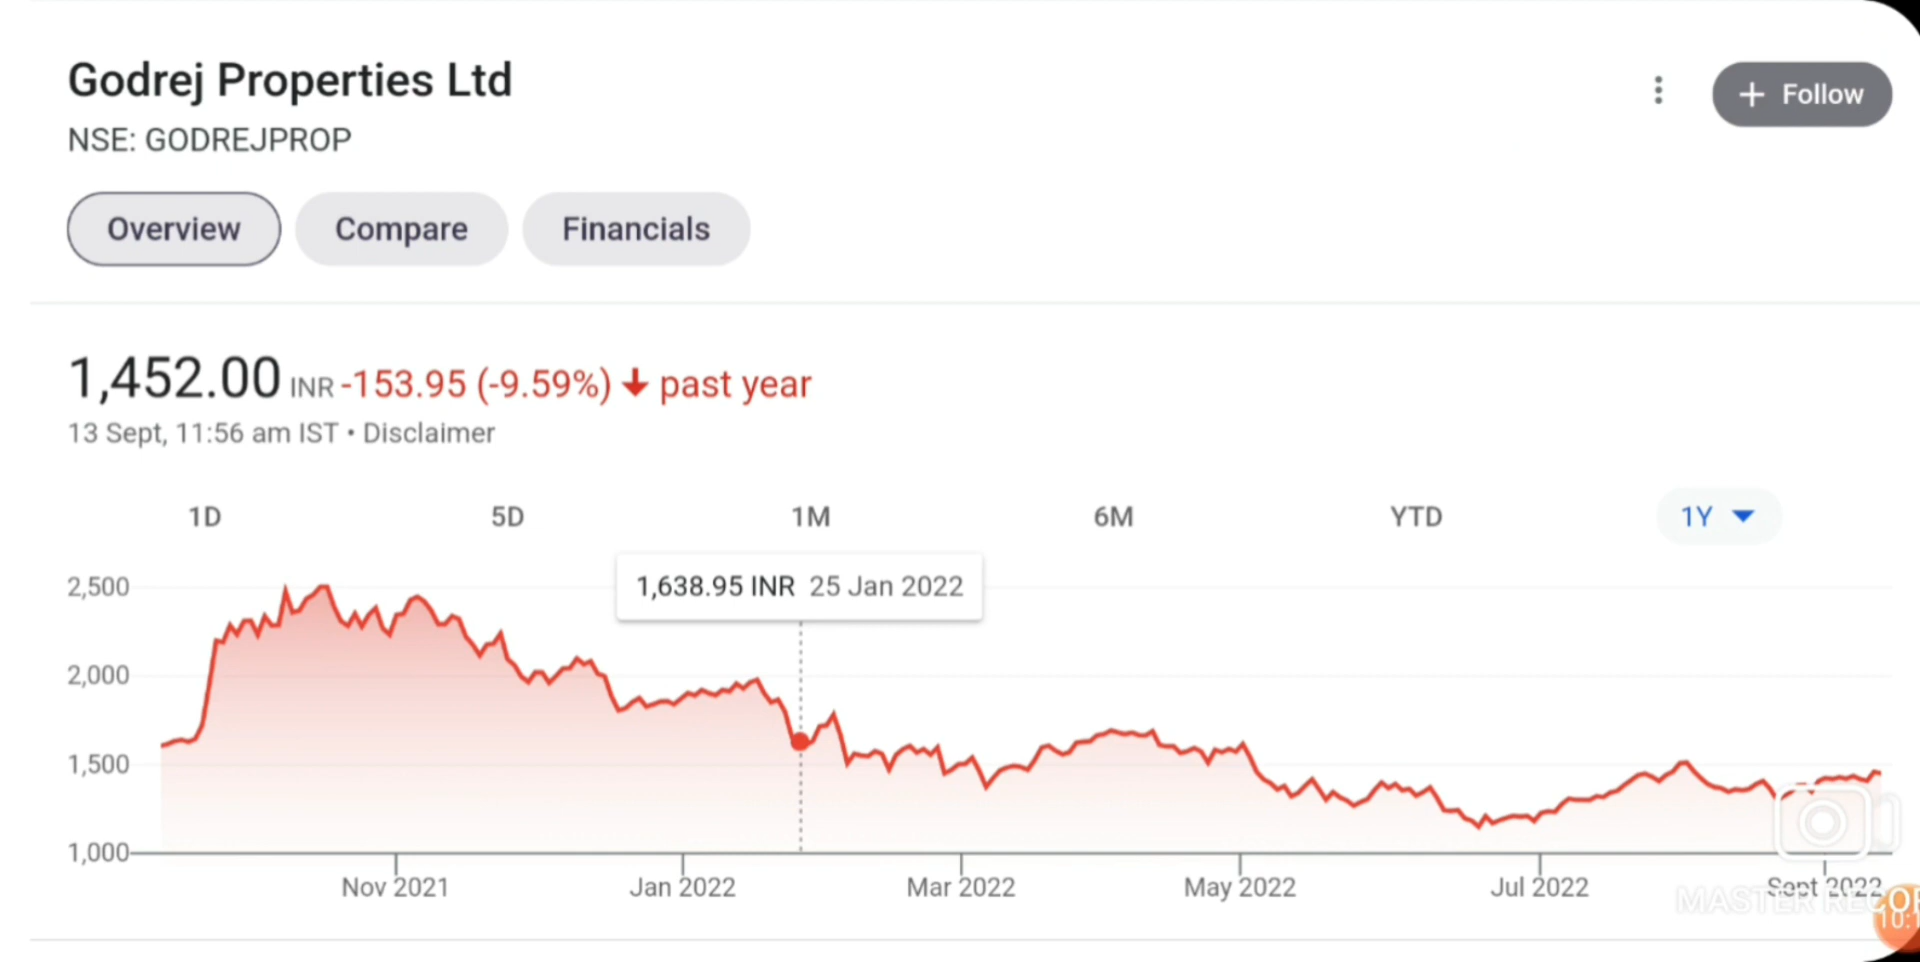 Godrej Properties Ltd
NSE: GODREJPROP
+ Follow
Overview Compare Financials
1,452.00 INR -153.95 (-9.59%) ↓ past year
13 Sept, 11:56 am IST • Disclaimer
1D 5D 1M 6M YTD 1Y
1,638.95 INR 25 Jan 2022
2,500
2,000
1,500
1,000
Nov 2021 Jan 2022 Mar 2022 May 2022 Jul 2022 Sept 2022
MASTER